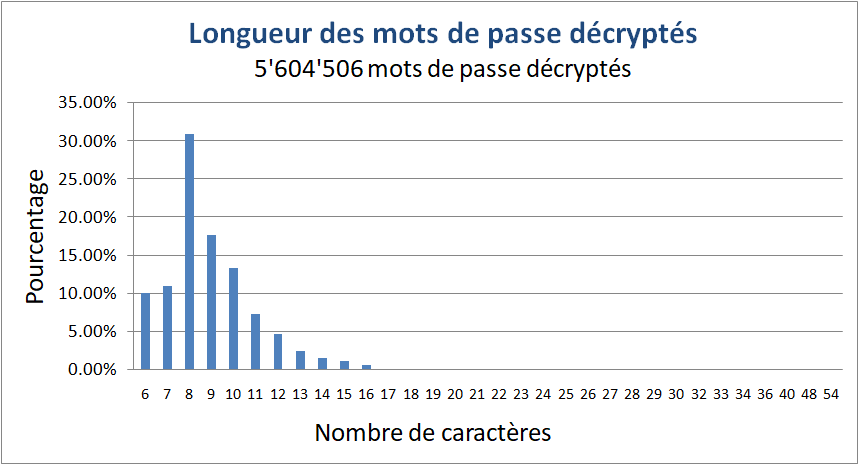 Longueur des mots de passe décryptés
5'604'506 mots de passe décryptés
35.00%
30.00%
25.00%
20.00%
15.00%
10.00%
5.00%
0.00%
Pourcentage
6 7 8 9 10 11 12 13 14 15 16 17 18 19 20 21 22 23 24 25 26 27 28 29 30 32 33 34 36 40 48 54
Nombre de caractères